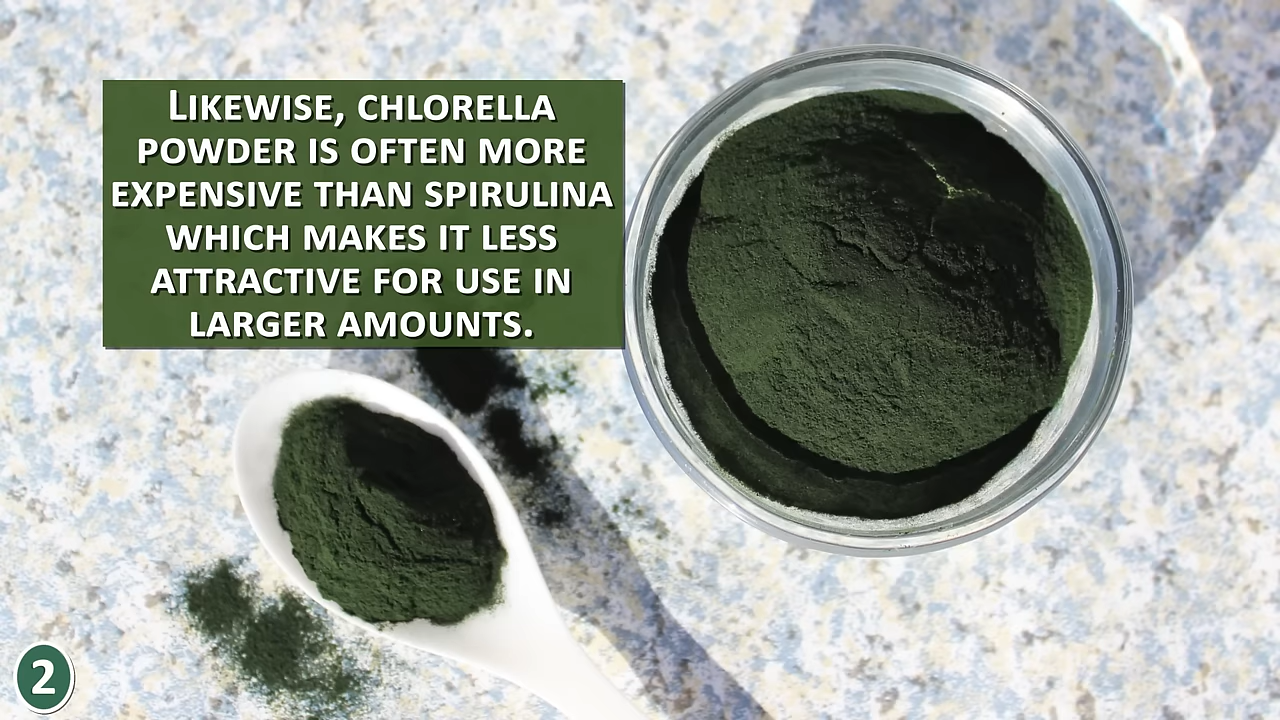 Likewise, chlorella
powder is often more
expensive than spirulina
which makes it less
attractive for use in
larger amounts.
2